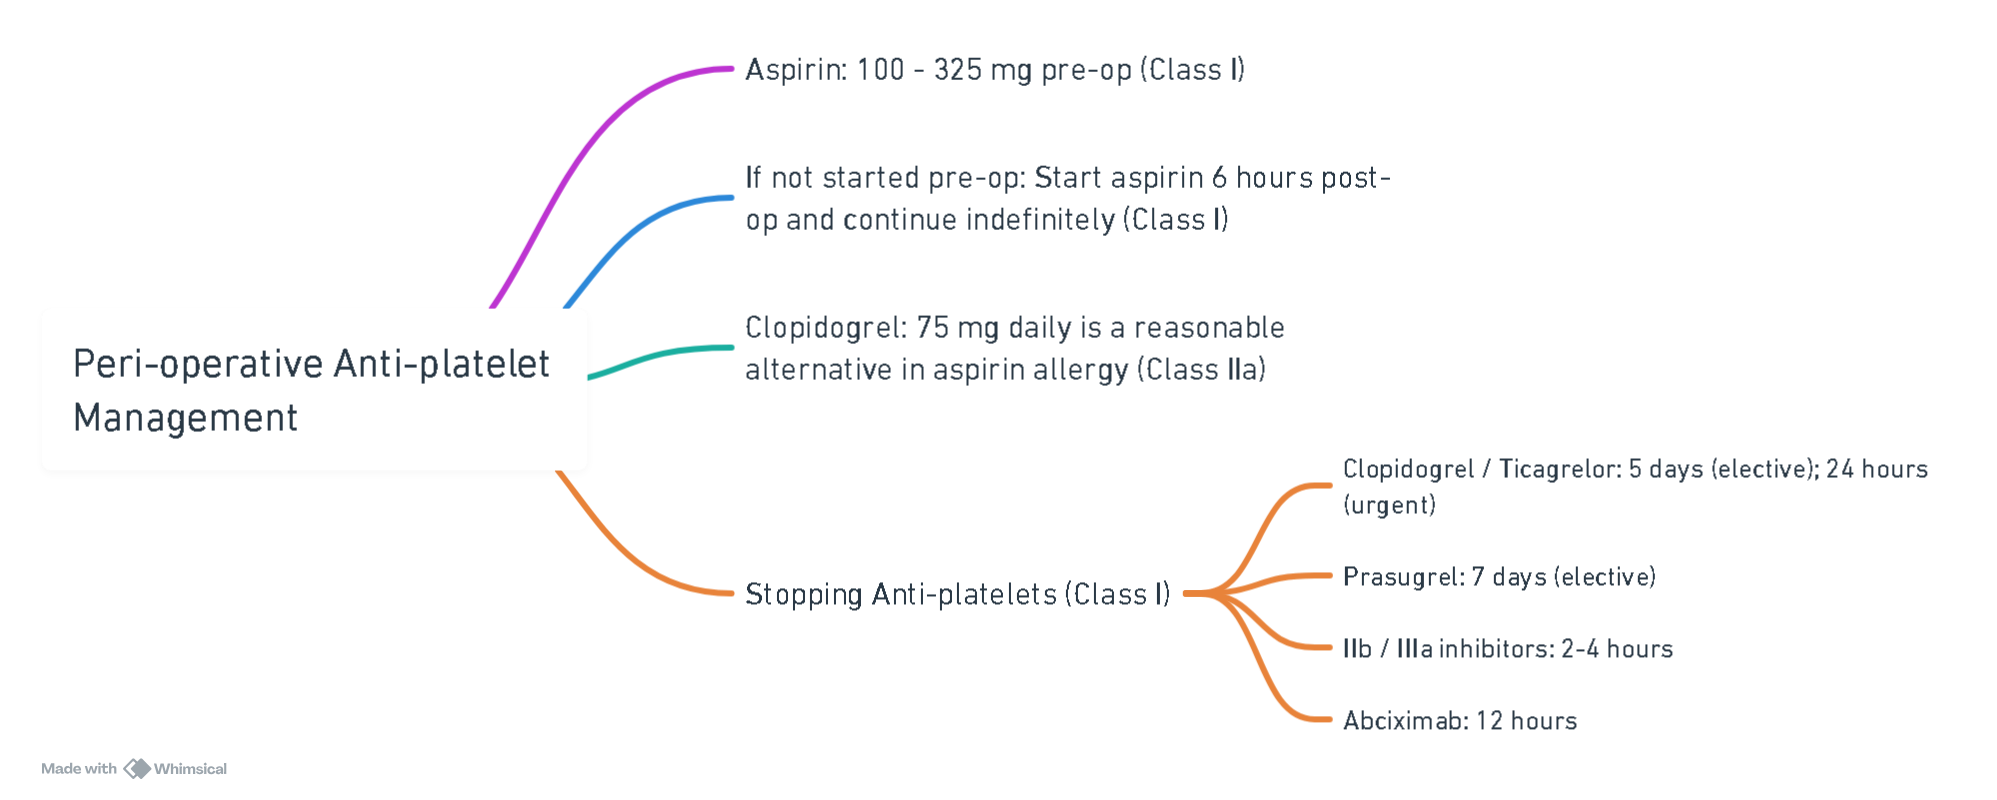 Aspirin: 100 - 325 mg pre-op (Class I)
If not started pre-op: Start aspirin 6 hours post-
op and continue indefinitely (Class I)
Clopidogrel: 75 mg daily is a reasonable
alternative in aspirin allergy (Class IIa)
Peri-operative Anti-platelet
Management
Stopping Anti-platelets (Class I)
Clopidogrel / Ticagrelor: 5 days (elective); 24 hours
(urgent)
Prasugrel: 7 days (elective)
IIb / IIIa inhibitors: 2-4 hours
Abciximab: 12 hours
Made with Whimsical